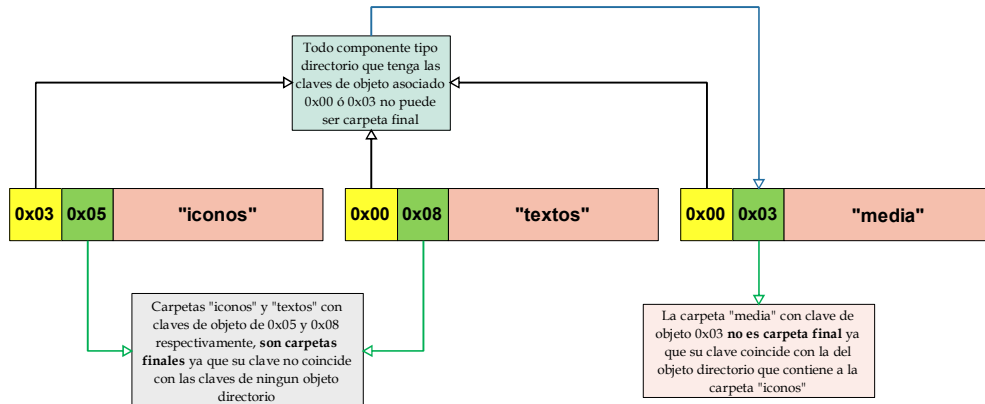 Todo componente tipo
directorio que tenga las
claves de objeto asociado
0x00 ó 0x03 no puede
ser carpeta final
0x03 0x05 "iconos"
0x00 0x08 "textos"
0x00 0x03 "media"
Carpetas "iconos" y "textos" con
claves de objeto de 0x05 y 0x08
respectivamente, son carpetas
finales ya que su clave no coincide
con las claves de ningun objeto
directorio
La carpeta "media" con clave de
objeto 0x03 no es carpeta final ya
que su clave coincide con la del
objeto directorio que contiene a la
carpeta "iconos"